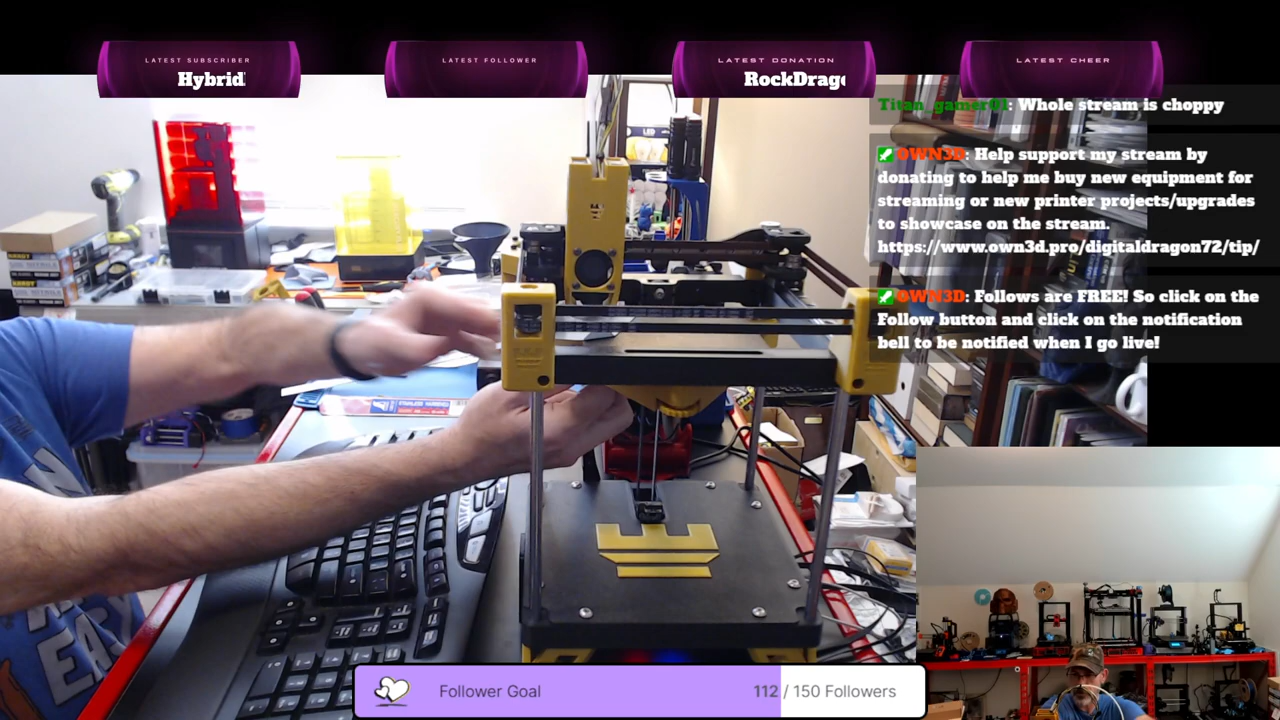 LATEST SUBSCRIBER
Hybrid
LATEST FOLLOWER
LATEST DONATION
RockDrag
LATEST CHEER
Titan_gamer01: Whole stream is choppy
OWN3D: Help support my stream by
donating to help me buy new equipment for
streaming or new printer projects/upgrades
to showcase on the stream.
https://www.own3d.pro/digitaldragon72/tip/
OWN3D: Follows are FREE! So click on the
Follow button and click on the notification
bell to be notified when I go live!
LED
EASY
Follower Goal
112 / 150 Followers